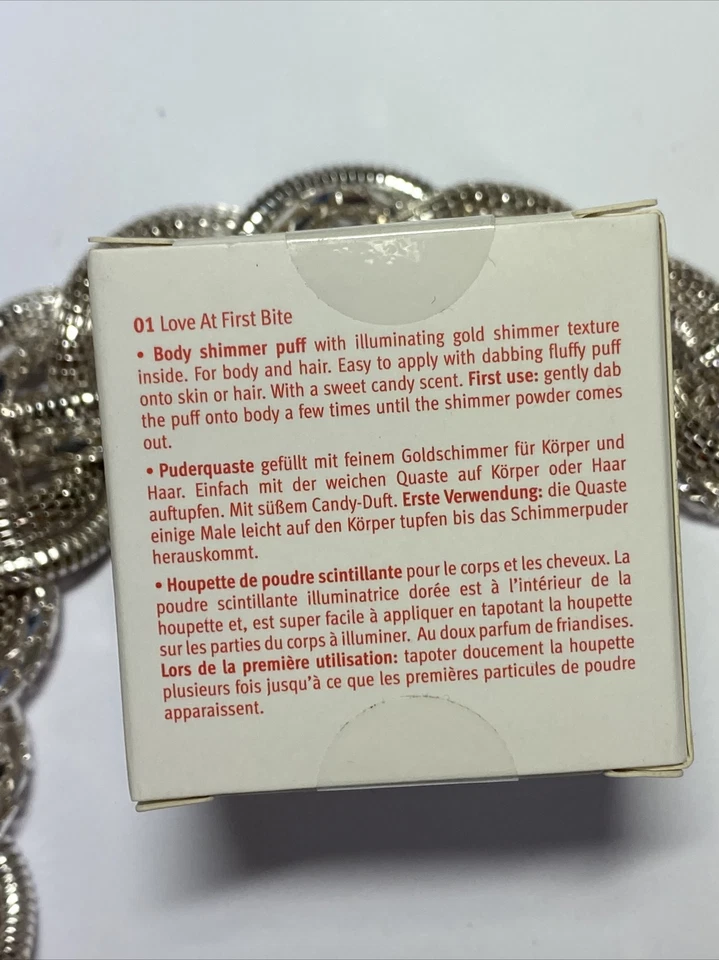 01 Love At First Bite
• Body shimmer puff with illuminating gold shimmer texture
inside. For body and hair. Easy to apply with dabbing fluffy puff
onto skin or hair. With a sweet candy scent. First use: gently dab
the puff onto body a few times until the shimmer powder comes
out.
• Puderquaste gefüllt mit feinem Goldschimmer für Körper und
Haar. Einfach mit der weichen Quaste auf Körper oder Haar
auftupfen. Mit süßem Candy-Duft. Erste Verwendung: die Quaste
einige Male leicht auf den Körper tupfen bis das Schimmerpuder
herauskommt.
• Houpette de poudre scintillante pour le corps et les cheveux. La
poudre scintillante illuminatrice dorée est à l'intérieur de la
houpette et, est super facile à appliquer en tapotant la houpette
sur les parties du corps à illuminer. Au doux parfum de friandises.
Lors de la première utilisation: tapoter doucement la houpette
plusieurs fois jusqu'à ce que les premières particules de poudre
apparaissent.